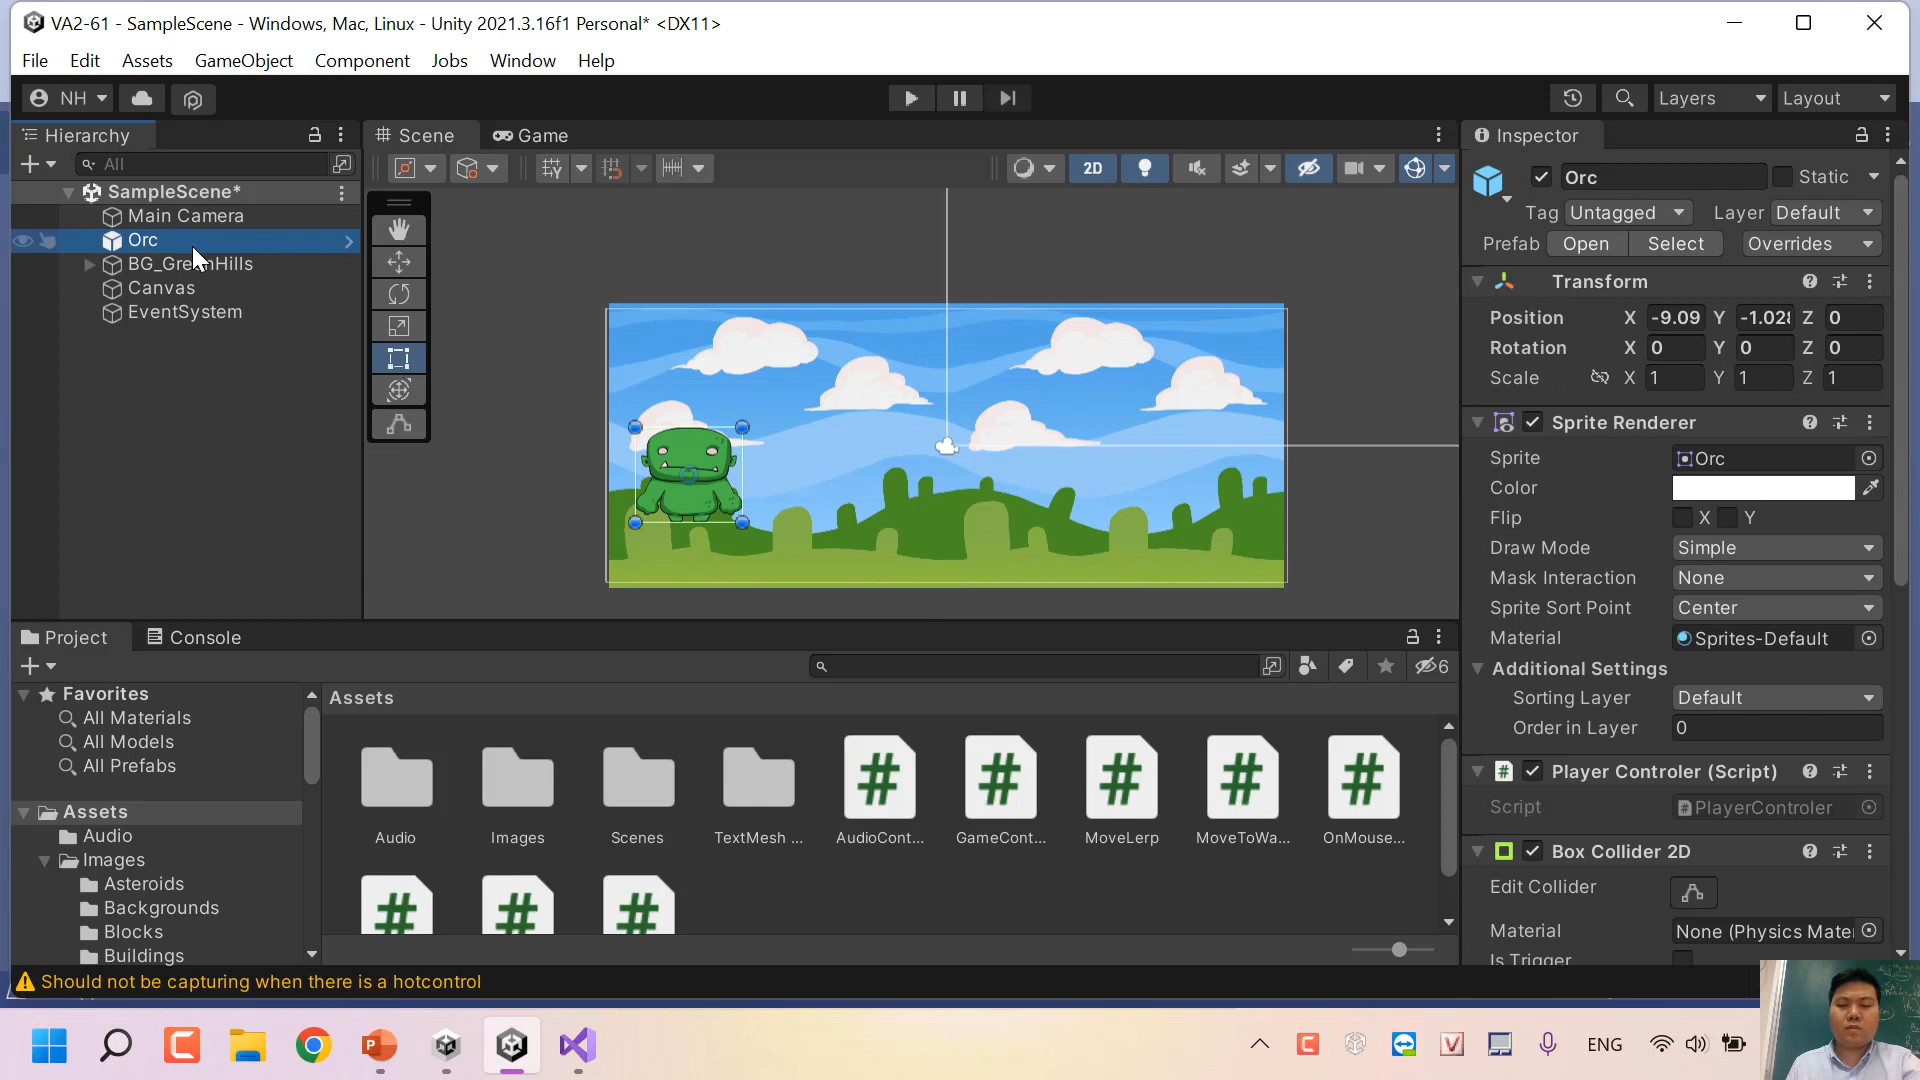 VA2-61 - SampleScene - Windows, Mac, Linux - Unity 2021.3.16f1 Personal* <DX11>
File Edit Assets GameObject Component Jobs Window Help
NH
Layers Layout
Hierarchy
All
SampleScene*
Main Camera
Orc
BG_GreenHills
Canvas
EventSystem
Scene Game
2D
Inspector
Orc Static
Tag Untagged Layer Default
Prefab Open Select Overrides
Transform
Position X -9.09 Y -1.028 Z 0
Rotation X 0 Y 0 Z 0
Scale X 1 Y 1 Z 1
Sprite Renderer
Sprite Orc
Color
Flip X Y
Draw Mode Simple
Mask Interaction None
Sprite Sort Point Center
Material Sprites-Default
Additional Settings
Sorting Layer Default
Order in Layer 0
# Player Controler (Script)
Script # PlayerControler
Box Collider 2D
Edit Collider
Material None (Physics Mater
Is Trigger
Project Console
6
Favorites
All Materials
All Models
All Prefabs
Assets
Audio
Images
Asteroids
Backgrounds
Blocks
Buildings
Assets
# # # # #
Audio Images Scenes TextMesh ... AudioCont... GameCont... MoveLerp MoveToWa... OnMouse...
# # #
Should not be capturing when there is a hotcontrol
ENG